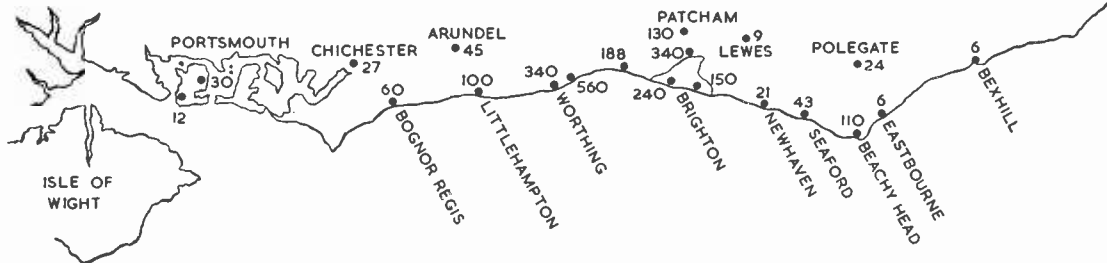 PORTSMOUTH
30
12
CHICHESTER
27
ARUNDEL
45
60
BOGNOR REGIS
100
LITTLEHAMPTON
340
560
WORTHING
188
PATCHAM
130
340
240
150
BRIGHTON
9
LEWES
21
NEWHAVEN
43
SEAFORD
POLEGATE
24
110
BEACHY HEAD
6
EASTBOURNE
6
BEXHILL
ISLE OF
WIGHT